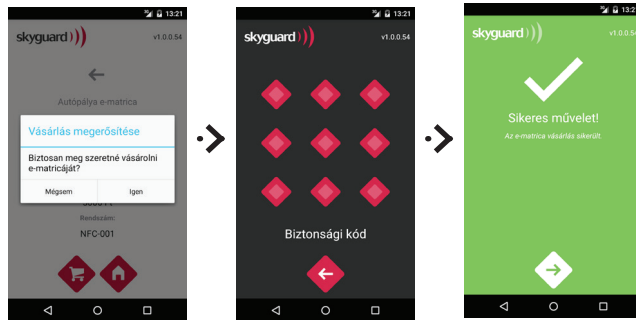 13:21
skyguard
v1.0.0.54
Autópálya e-matrica
Vásárlás megerősítése
Biztosan meg szeretné vásárolni
e-matricáját?
Mégsem
Igen
Rendszám:
NFC-001
13:21
skyguard
v1.0.0.54
Biztonsági kód
13:21
skyguard
v1.0.0.54
Sikeres művelet!
Az e-matrica vásárlás sikerült.